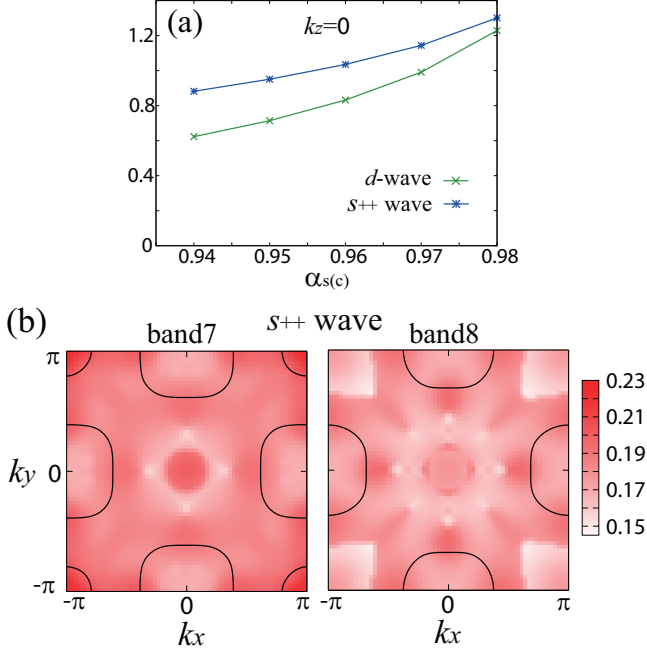 (a)
kz=0
1.2
0.8
0.4
0
d-wave
s++ wave
0.94 0.95 0.96 0.97 0.98
αs(c)
(b) s++ wave
band7 band8
π
ky 0
-π
-π 0 π
kx
-π 0 π
kx
0.23
0.21
0.19
0.17
0.15